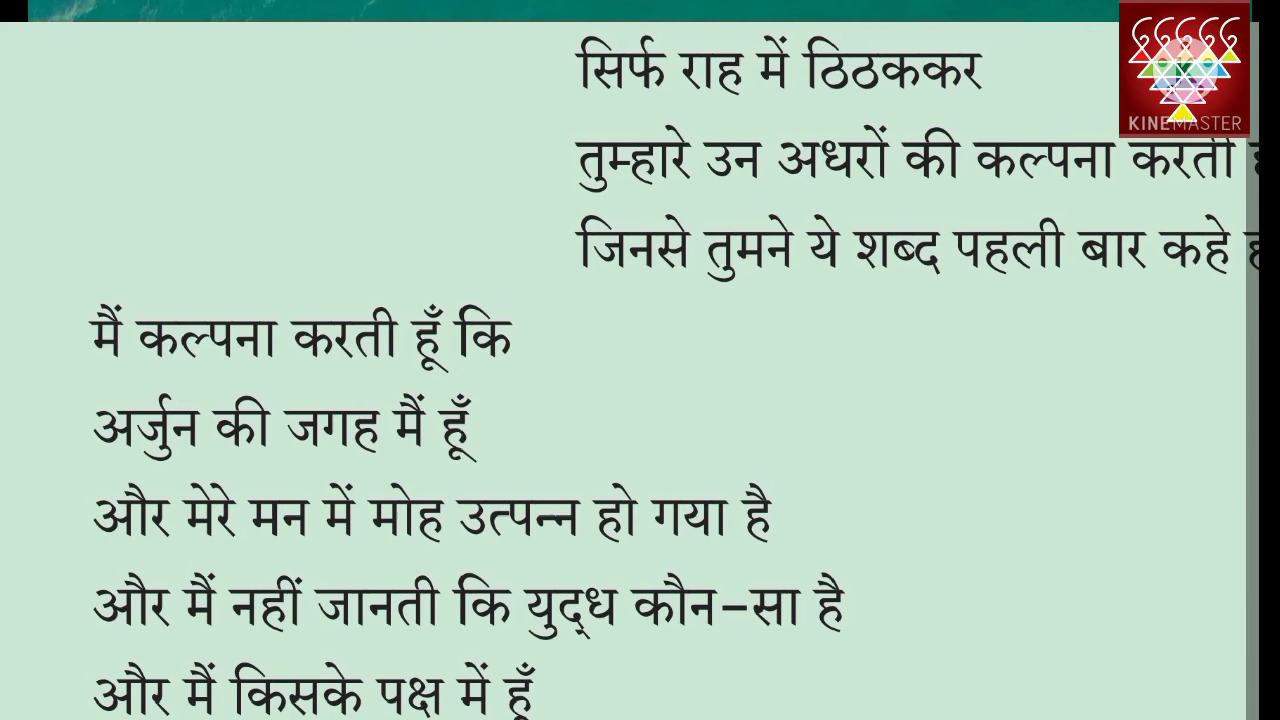 सिर्फ राह में ठिठककर
तुम्हारे उन अधरों की कल्पना करती
जिनसे तुमने ये शब्द पहली बार कहे
मैं कल्पना करती हूँ कि
अर्जुन की जगह मैं हूँ
और मेरे मन में मोह उत्पन्न हो गया है
और मैं नहीं जानती कि युद्ध कौन–सा है
और मैं किसके पक्ष में हूँ
KINEMASTER